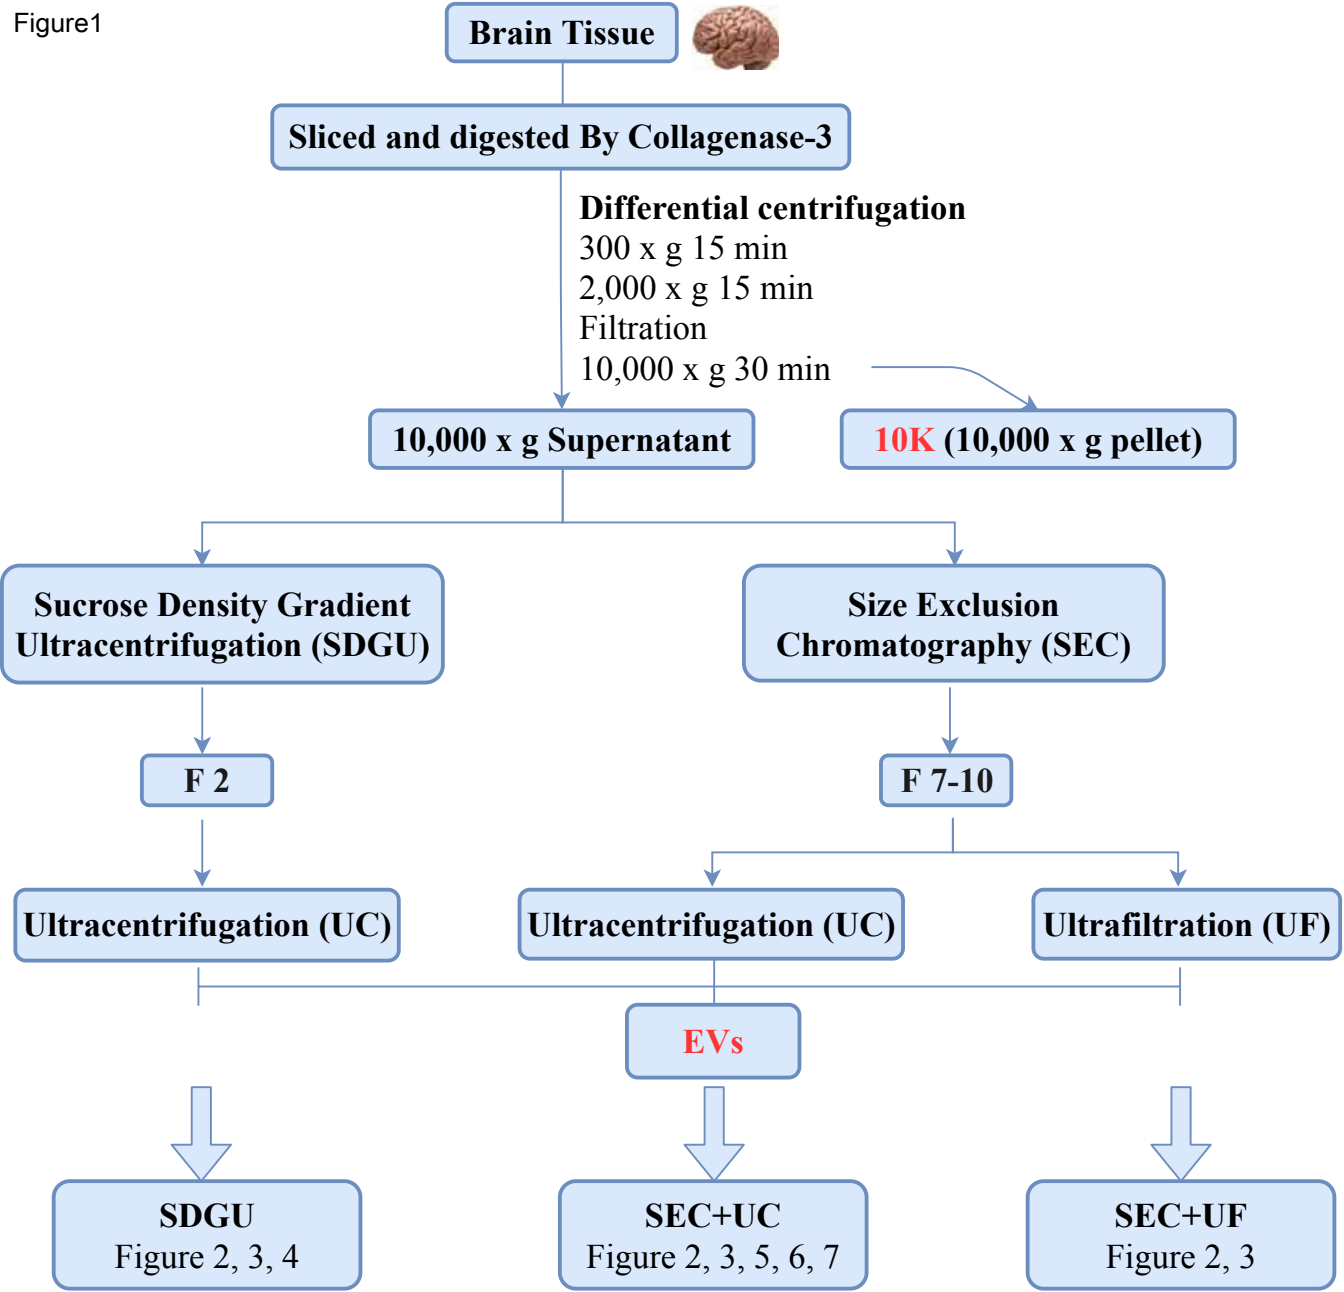 Figure1
Brain Tissue
Sliced and digested By Collagenase-3
Differential centrifugation
300 x g 15 min
2,000 x g 15 min
Filtration
10,000 x g 30 min
10,000 x g Supernatant
10K (10,000 x g pellet)
Sucrose Density Gradient
Ultracentrifugation (SDGU)
Size Exclusion
Chromatography (SEC)
F 2
F 7-10
Ultracentrifugation (UC)
Ultracentrifugation (UC)
Ultrafiltration (UF)
EVs
SDGU
Figure 2, 3, 4
SEC+UC
Figure 2, 3, 5, 6, 7
SEC+UF
Figure 2, 3